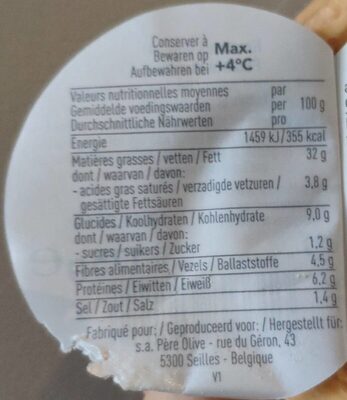 Conserver à
Bewaren op
Aufbewahren bei
Max.
+4°C
Valeurs nutritionnelles moyennes par
Gemiddelde voedingswaarden per 100 g
Durchschnittliche Nährwerten pro
Energie 1459 kJ/355 kcal
Matières grasses / vetten / Fett 32 g
dont / waarvan / davon:
- acides gras saturés / verzadigde vetzuren / 3,8 g
gesättigte Fettsäuren
Glucides / Koolhydraten / Kohlenhydrate 9,0 g
dont / waarvan / davon:
- sucres / suikers / Zucker 1,2 g
Fibres alimentaires / Vezels / Ballaststoffe 4,5 g
Protéines / Eiwitten / Eiweiß 6,2 g
Sel / Zout / Salz 1,4 g
Fabriqué pour: / Geproduceerd voor: / Hergestellt für:
s.a. Père Olive - rue du Géron, 43
5300 Seilles - Belgique
V1